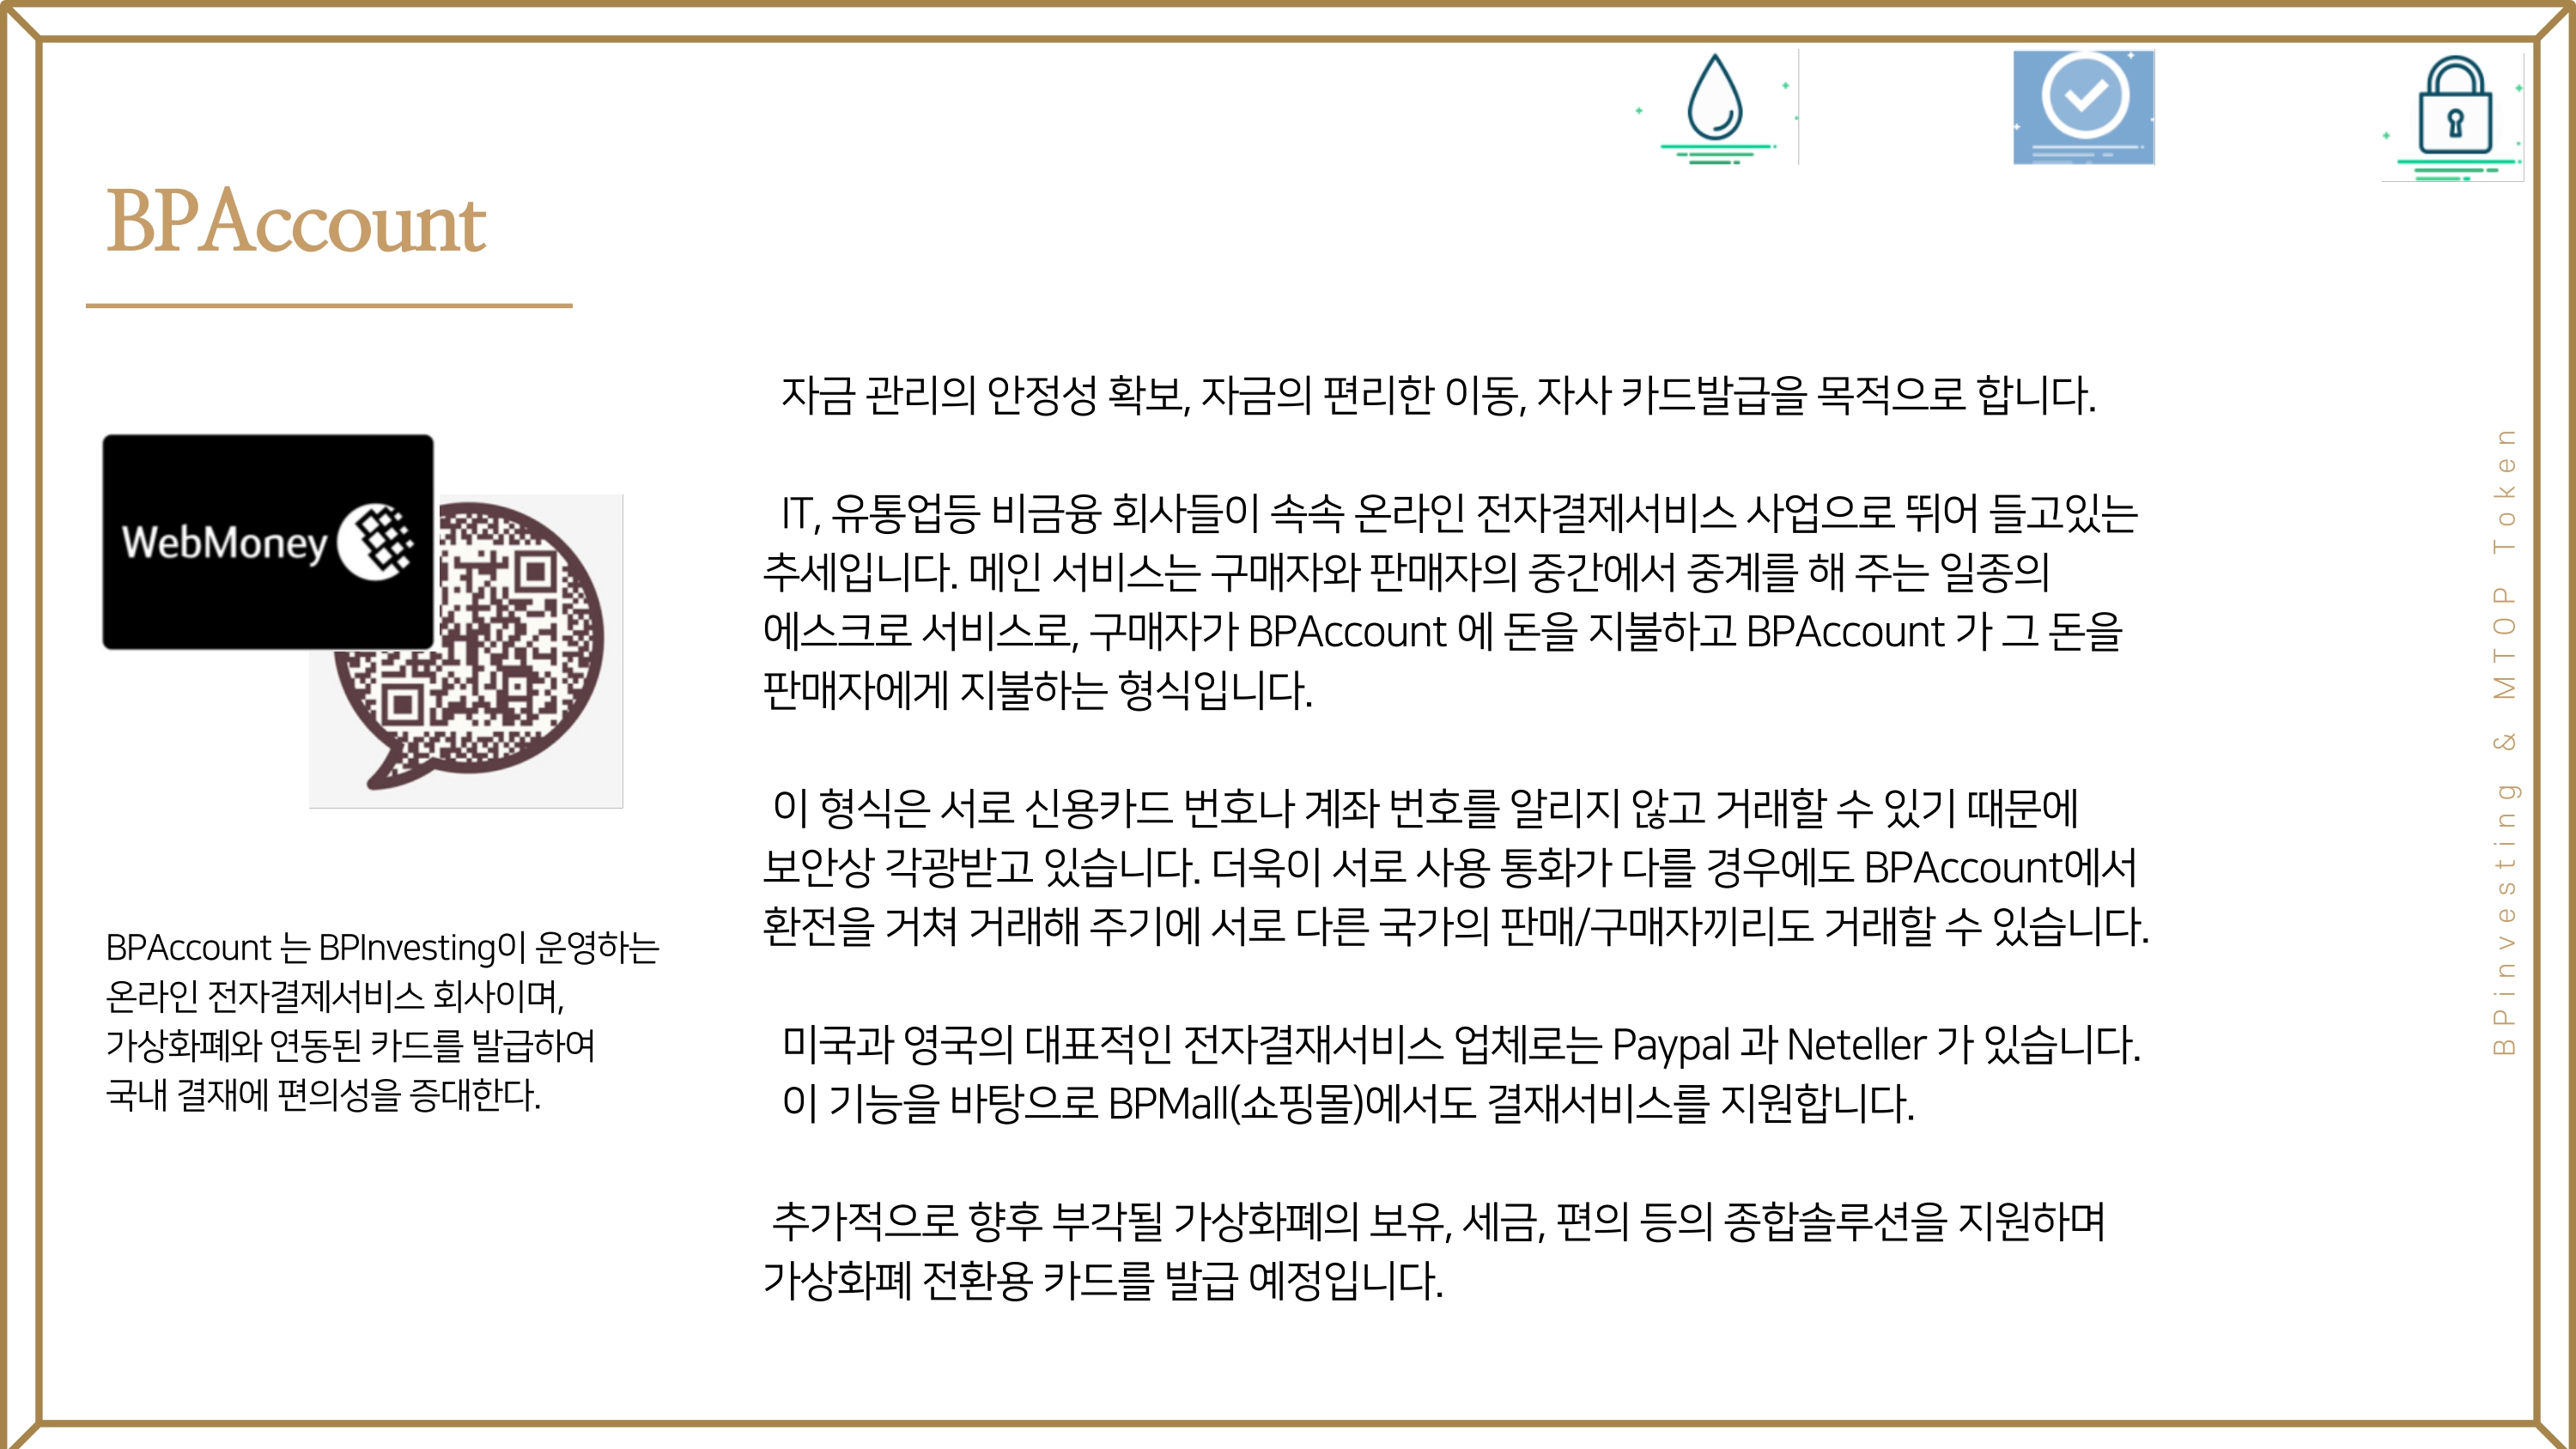 BPAccount
WebMoney
BPAccount 는 BPInvesting이 운영하는
온라인 전자결제서비스 회사이며,
가상화폐와 연동된 카드를 발급하여
국내 결재에 편의성을 증대한다.
자금 관리의 안정성 확보, 자금의 편리한 이동, 자사 카드발급을 목적으로 합니다.
IT, 유통업등 비금융 회사들이 속속 온라인 전자결제서비스 사업으로 뛰어 들고있는
추세입니다. 메인 서비스는 구매자와 판매자의 중간에서 중계를 해 주는 일종의
에스크로 서비스로, 구매자가 BPAccount 에 돈을 지불하고 BPAccount 가 그 돈을
판매자에게 지불하는 형식입니다.
이 형식은 서로 신용카드 번호나 계좌 번호를 알리지 않고 거래할 수 있기 때문에
보안상 각광받고 있습니다. 더욱이 서로 사용 통화가 다를 경우에도 BPAccount에서
환전을 거쳐 거래해 주기에 서로 다른 국가의 판매/구매자끼리도 거래할 수 있습니다.
미국과 영국의 대표적인 전자결재서비스 업체로는 Paypal 과 Neteller 가 있습니다.
이 기능을 바탕으로 BPMall(쇼핑몰)에서도 결재서비스를 지원합니다.
추가적으로 향후 부각될 가상화폐의 보유, 세금, 편의 등의 종합솔루션을 지원하며
가상화폐 전환용 카드를 발급 예정입니다.
BPinvesting & MTOP Token